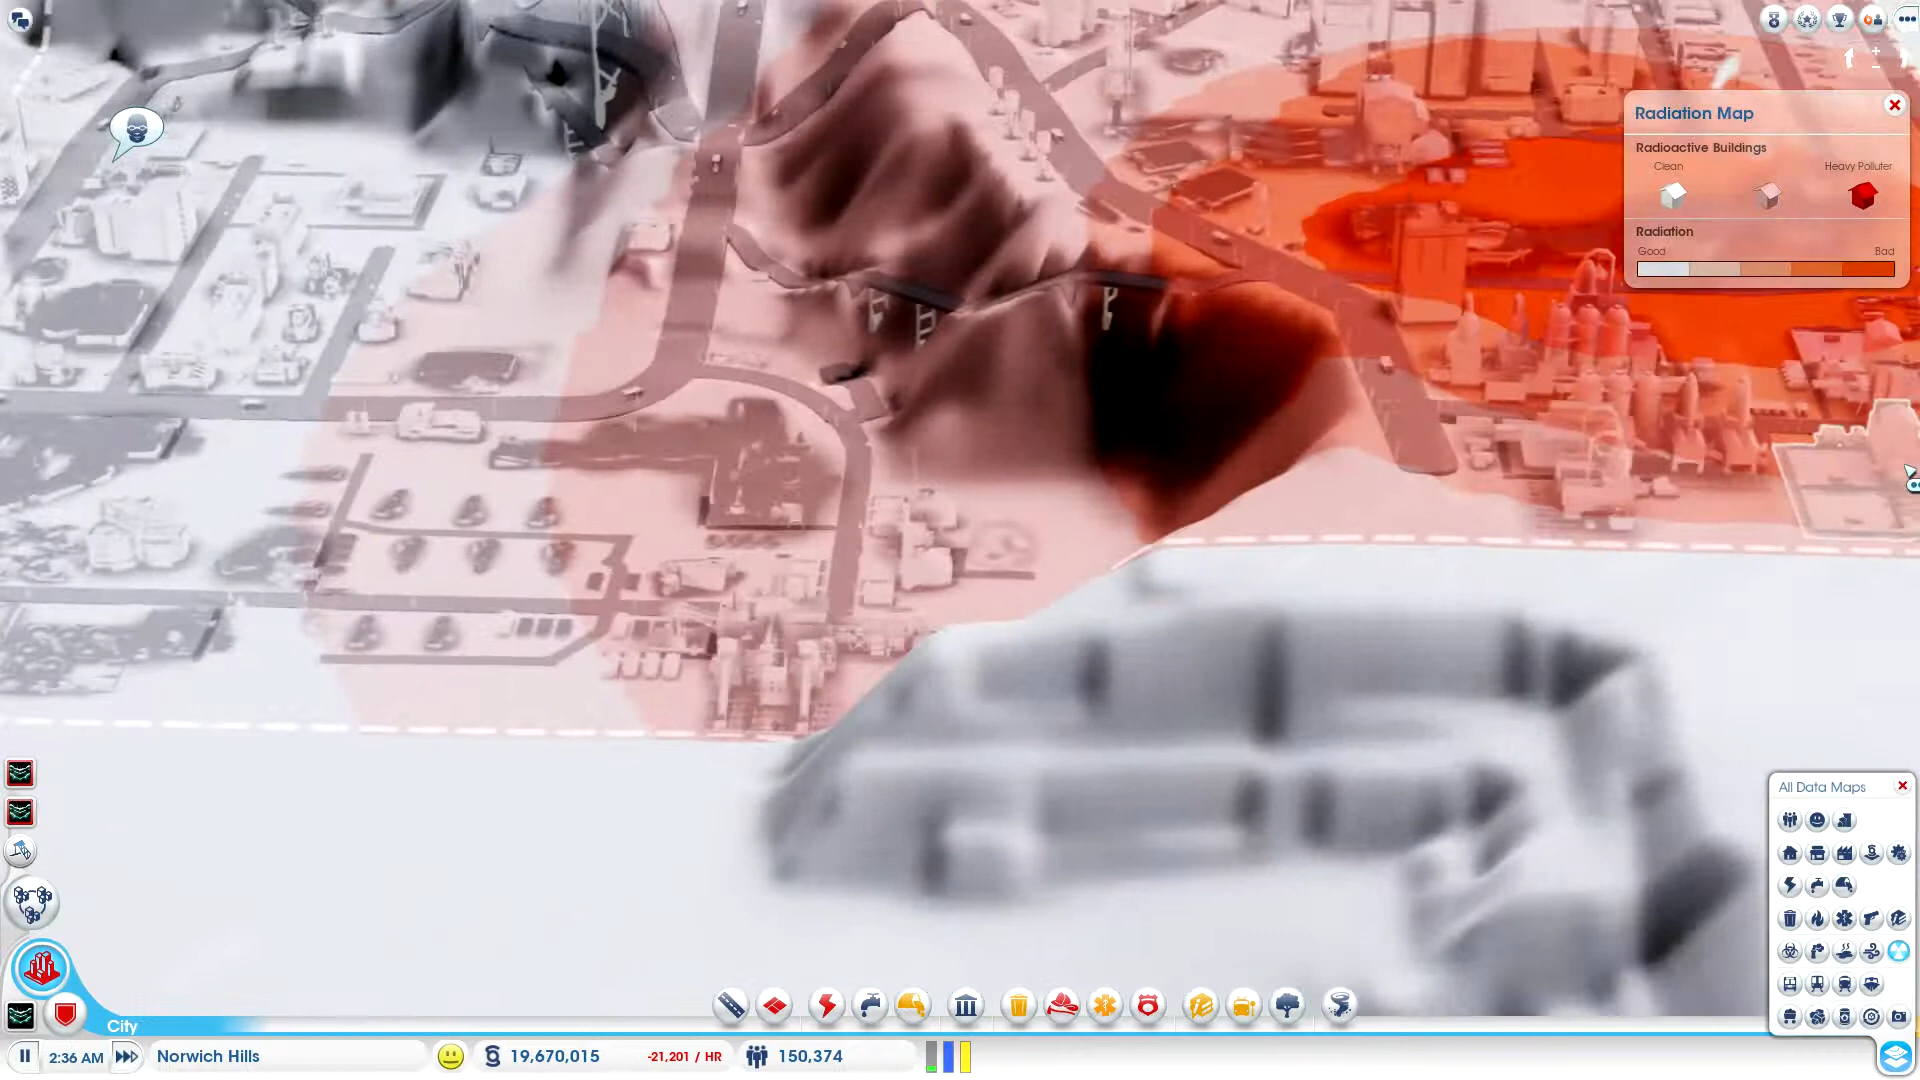 Radiation Map
Radioactive Buildings
Clean
Heavy Polluter
Radiation
Good
Bad
All Data Maps
City
2:36 AM
Norwich Hills
19,670,015
-21,201 / HR
150,374